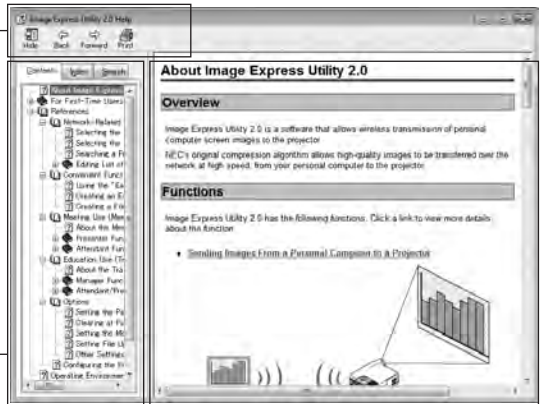 Image Express Utility 2.0 Help
Hide Back Forward Print
Contents Index Search
About Image Express
For First-Time Users
References
Network-Related
Selecting the
Selecting the
Searching a
Editing List of
Convenient Funct
Using the "Ea
Creating an
Creating a
Meeting Use
About the
Presenter Fun
Attendant Fun
Education Use
About the Tra
Manager Func
Attendant/
Options
Setting the
Clearing
Setting the
Setting File
Other Settings
Configuring the
Operating Environme
About Image Express Utility 2.0
Overview
Image Express Utility 2.0 is a software that allows wireless transmission of personal
computer screen images to the projector.
NEC's original compression algorithm allows high-quality images to be transferred over the
network at high speed, from your personal computer to the projector.
Functions
Image Express Utility 2.0 has the following functions. Click a link to view more details
about the function.
• Sending Images From a Personal Computer to a Projector